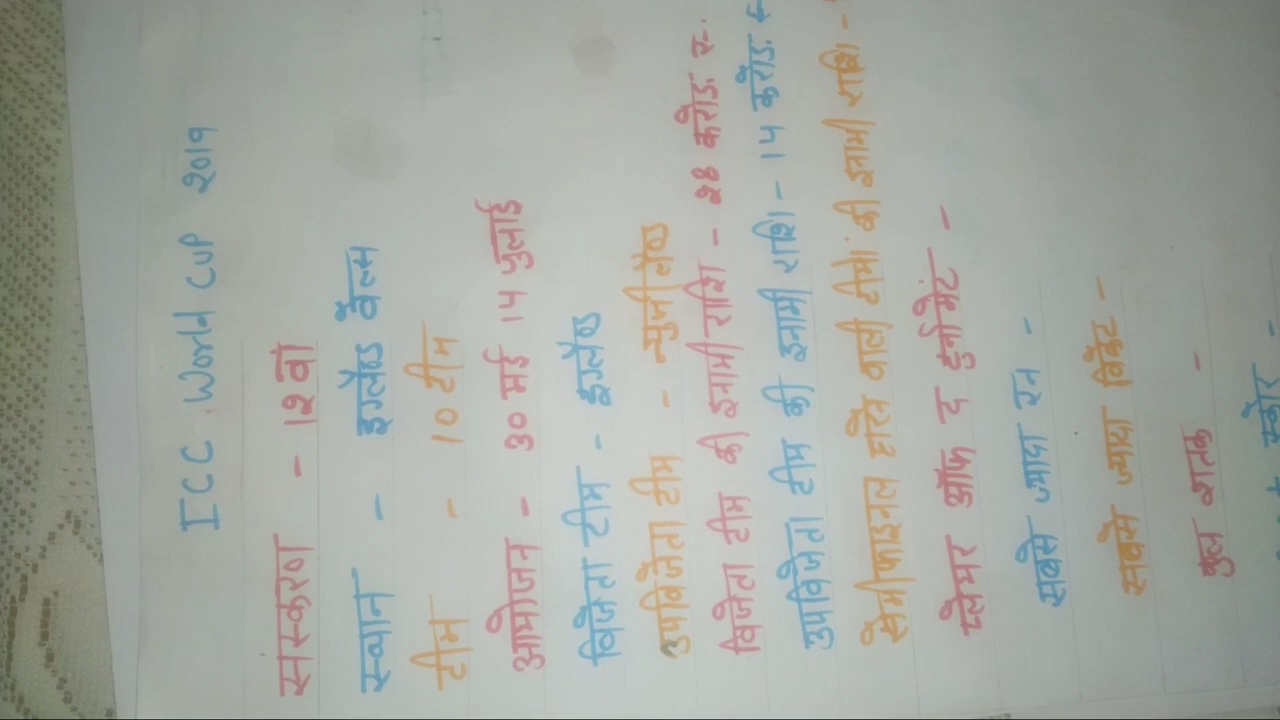 ICC World CUP 2019
सस्करण - 12वां
स्थान - इंग्लैण्ड वेल्स
टीम - 10 टीम
आयोजन - 30 मई 14 जुलाई
विजेता टीम - इंग्लैण्ड
उपविजेता टीम - न्युजीलैण्ड
विजेता टीम की इनामी राशि - 28 करोड रु.
उपविजेता टीम की इनामी राशि - 14 करोड
सेमीफाइनल हारने वाली टीमों की इनामी राशि -
प्लेयर ऑफ द टुर्नामेंट -
सबसे ज्यादा रन -
सबसे ज्यादा विकेट -
कुल शतक -
स्कोर -